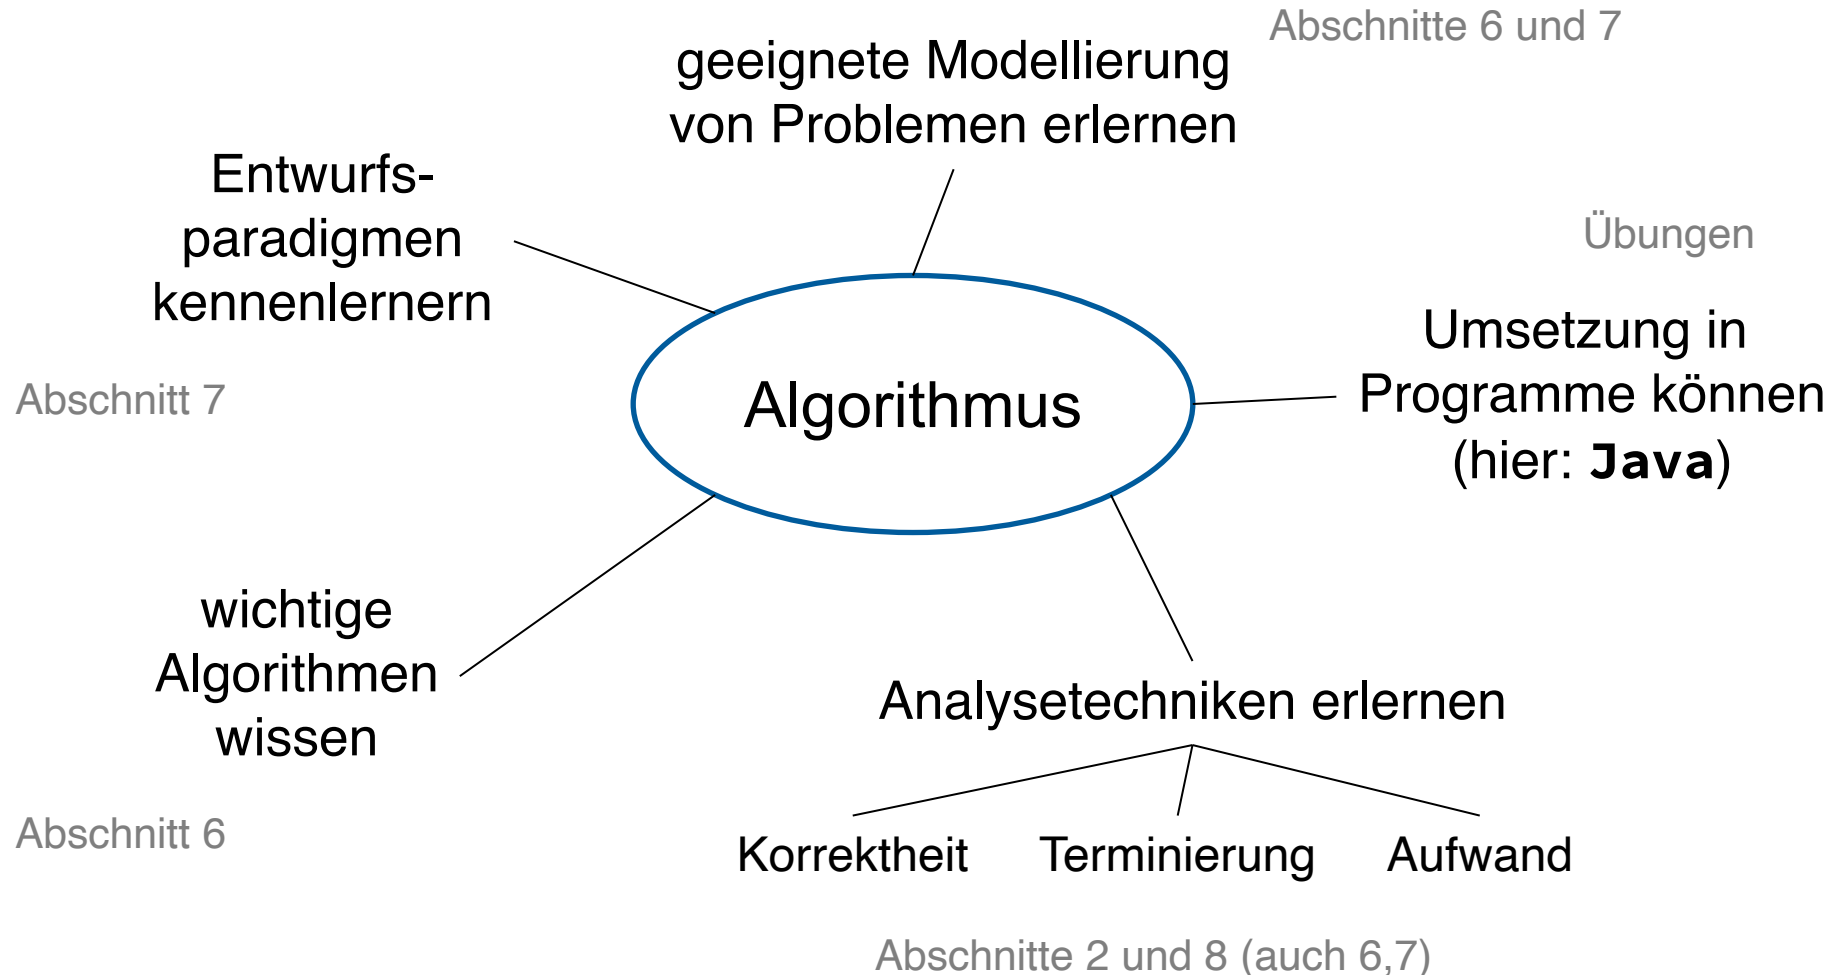 Abschnitte 6 und 7
geeignete Modellierung
von Problemen erlernen
Entwurfs-
paradigmen
kennenlernern
Abschnitt 7
Übungen
Umsetzung in
Programme können
(hier: Java)
Algorithmus
wichtige
Algorithmen
wissen
Abschnitt 6
Analysetechniken erlernen
Korrektheit Terminierung Aufwand
Abschnitte 2 und 8 (auch 6,7)